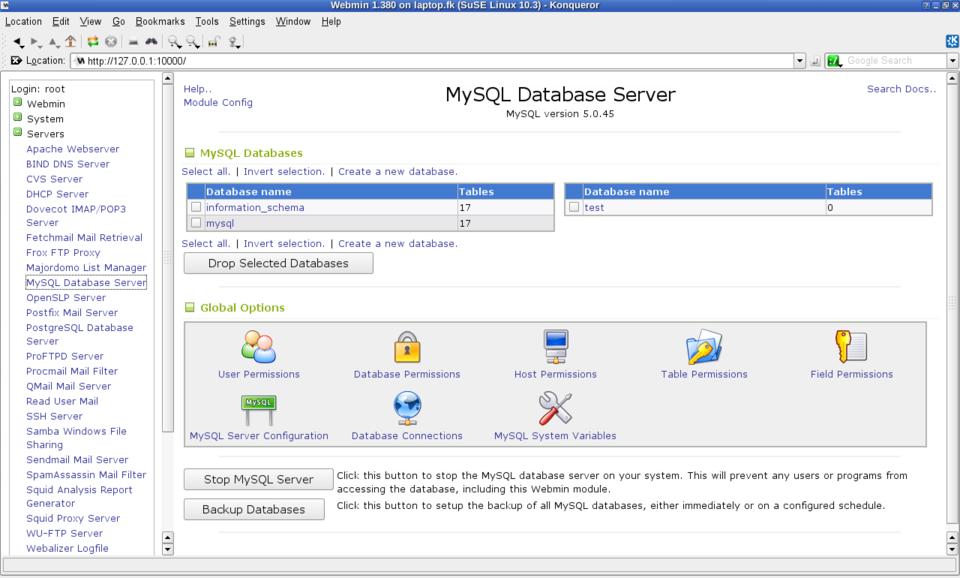 Webmin 1.380 on laptop.fk (SuSE Linux 10.3) - Konqueror
Location Edit View Go Bookmarks Tools Settings Window Help
Location: http://127.0.0.1:10000/ Google Search
Login: root
Webmin
System
Servers
Apache Webserver
BIND DNS Server
CVS Server
DHCP Server
Dovecot IMAP/POP3
Server
Fetchmail Mail Retrieval
Frox FTP Proxy
Majordomo List Manager
MySQL Database Server
OpenSLP Server
Postfix Mail Server
PostgreSQL Database
Server
ProFTPD Server
Procmail Mail Filter
QMail Mail Server
Read User Mail
SSH Server
Samba Windows File
Sharing
Sendmail Mail Server
SpamAssassin Mail Filter
Squid Analysis Report
Generator
Squid Proxy Server
WU-FTP Server
Webalizer Logfile
Help..
Module Config
MySQL Database Server
MySQL version 5.0.45
Search Docs..
MySQL Databases
Select all. | Invert selection. | Create a new database.
Database name Tables
information_schema 17
mysql 17
Database name Tables
test 0
Select all. | Invert selection. | Create a new database.
Drop Selected Databases
Global Options
User Permissions Database Permissions Host Permissions Table Permissions Field Permissions
MySQL
MySQL Server Configuration Database Connections MySQL System Variables
Stop MySQL Server
Click this button to stop the MySQL database server on your system. This will prevent any users or programs from
accessing the database, including this Webmin module.
Backup Databases
Click this button to setup the backup of all MySQL databases, either immediately or on a configured schedule.